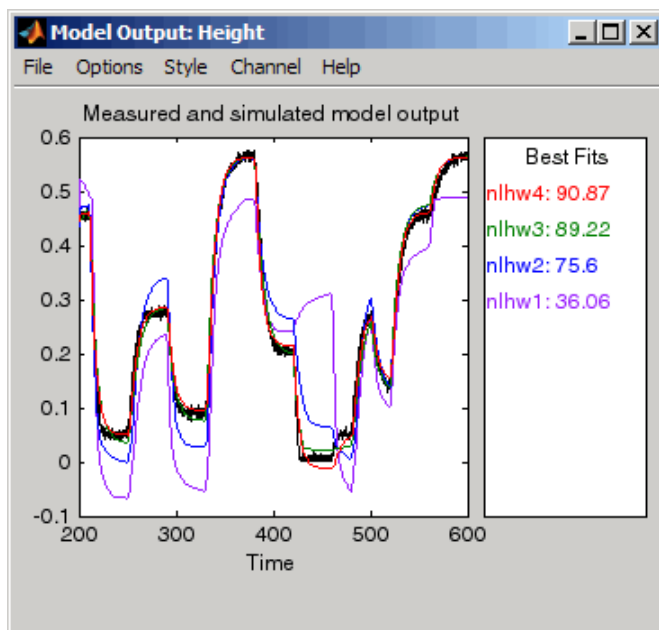 Model Output: Height
File Options Style Channel Help
Measured and simulated model output
0.6
0.5
0.4
0.3
0.2
0.1
0
-0.1
200 300 400 500 600
Time
Best Fits
nlhw4: 90.87
nlhw3: 89.22
nlhw2: 75.6
nlhw1: 36.06